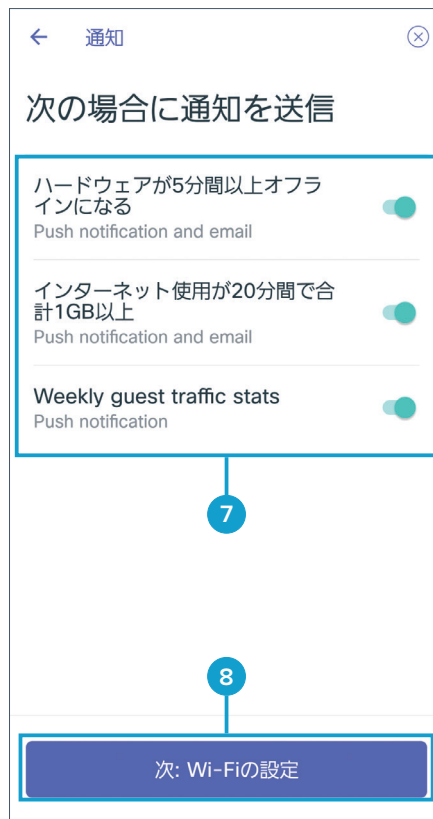 通知
次の場合に通知を送信
ハードウェアが5分間以上オフラ
インになる
Push notification and email
インターネット使用が20分間で合
計1GB以上
Push notification and email
Weekly guest traffic stats
Push notification
7
8
次: Wi-Fiの設定